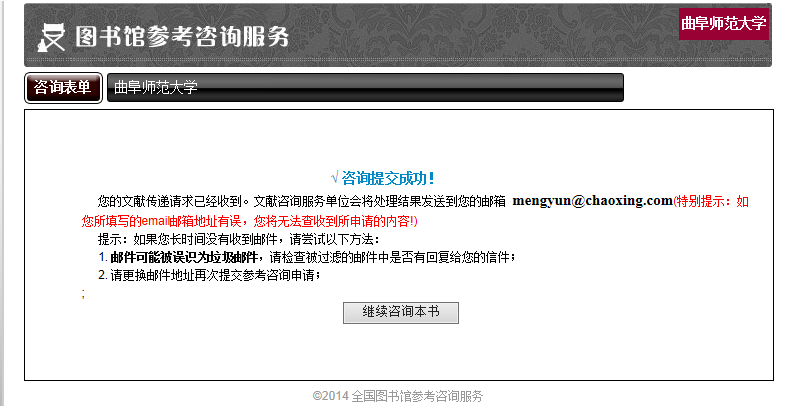 图书馆参考咨询服务
曲阜师范大学
咨询表单
曲阜师范大学
√咨询提交成功！
您的文献传递请求已经收到。文献咨询服务单位会将处理结果发送到您的邮箱 mengyun@chaoxing.com(特别提示：如
您所填写的email邮箱地址有误，您将无法查收到所申请的内容!)
提示：如果您长时间没有收到邮件，请尝试以下方法：
1. 邮件可能被误识为垃圾邮件，请检查被过滤的邮件中是否有回复给您的信件；
2. 请更换邮件地址再次提交参考咨询申请；
;
继续咨询本书
©2014 全国图书馆参考咨询服务